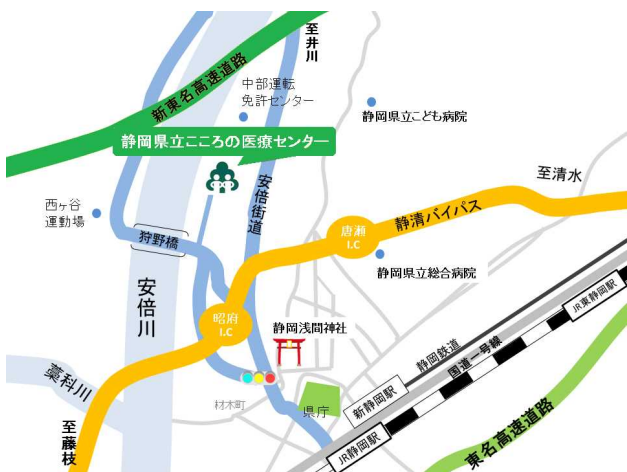 至井川
新東名高速道路
中部運転
免許センター
静岡県立こども病院
静岡県立こころの医療センター
安倍街道
至清水
西ヶ谷
運動場
唐瀬
I.C
静清バイパス
狩野橋
静岡県立総合病院
安倍川
昭府
I.C
静岡浅間神社
JR東静岡駅
静岡鉄道
国道一号線
藁科川
材木町
県庁
新静岡駅
至藤枝
JR静岡駅
東名高速道路